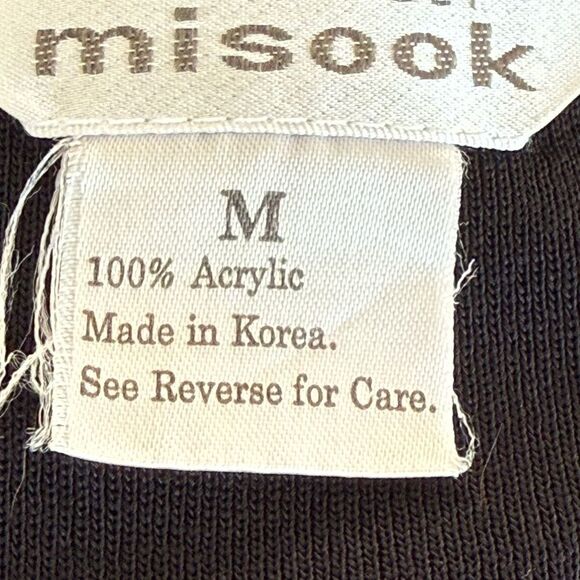 misook
M
100% Acrylic
Made in Korea.
See Reverse for Care.